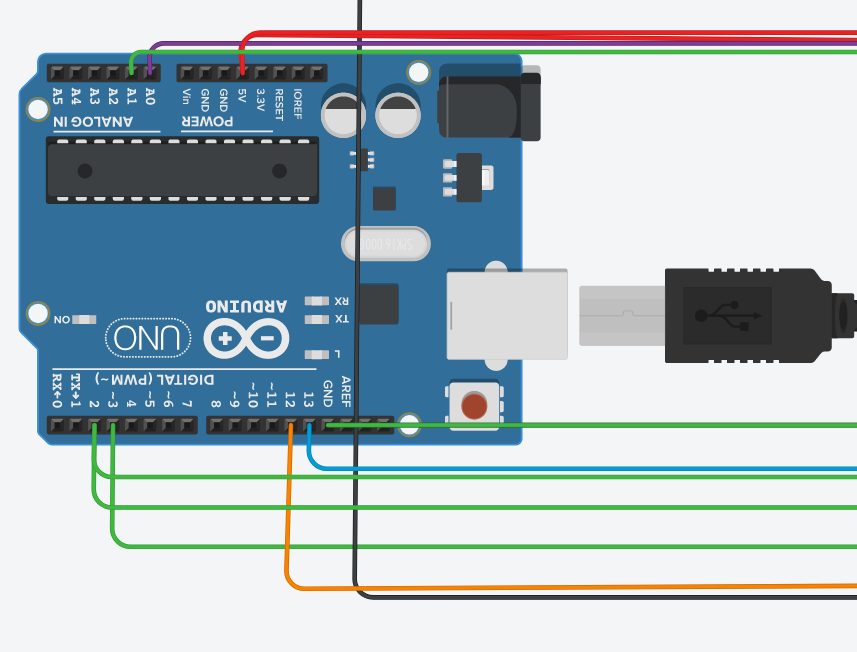 A5 A4 A3 A2 A1 A0
Vin GND GND 5V 3.3V RESET IOREF
ANALOG IN
POWER
ARDUINO
UNO
ON
RX
TX
L
DIGITAL (PWM~)
RX←0 TX→1 2 ~3 4 ~5 ~6 7
8 ~9 ~10 ~11 12 13 GND AREF